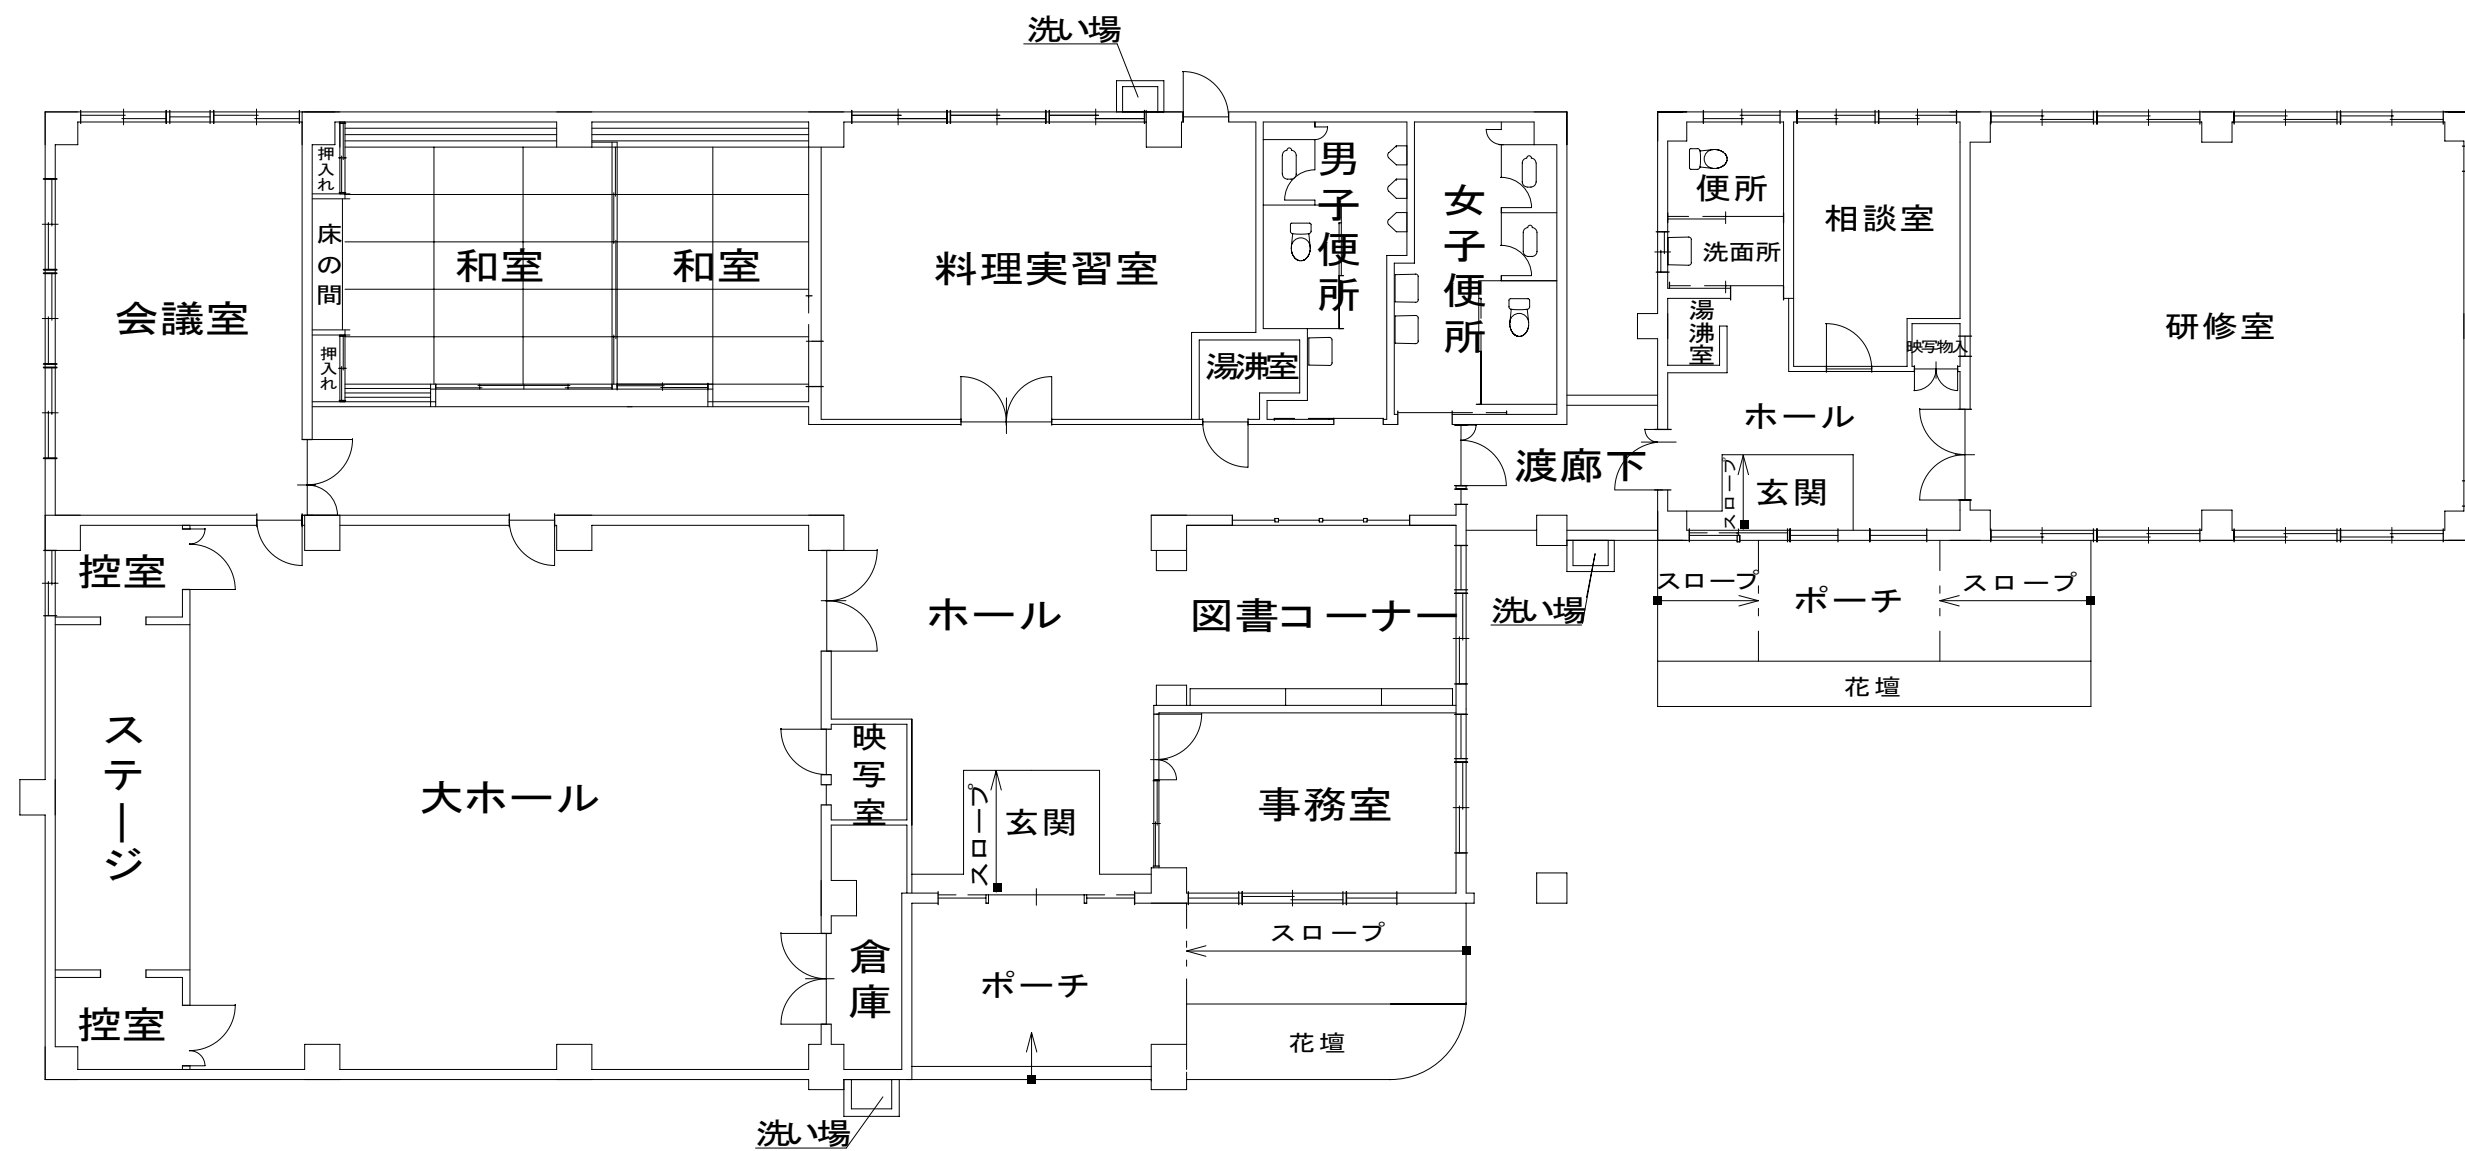 洗い場
押入れ
床の間
押入れ
会議室
和室
和室
料理実習室
湯沸室
男子便所
女子便所
便所
洗面所
湯沸室
相談室
映写物入
研修室
ホール
渡廊下
スロープ
玄関
控室
ステージ
控室
大ホール
ホール
図書コーナー
洗い場
スロープ
ポーチ
スロープ
花壇
映写室
スロープ
玄関
事務室
倉庫
ポーチ
スロープ
花壇
洗い場